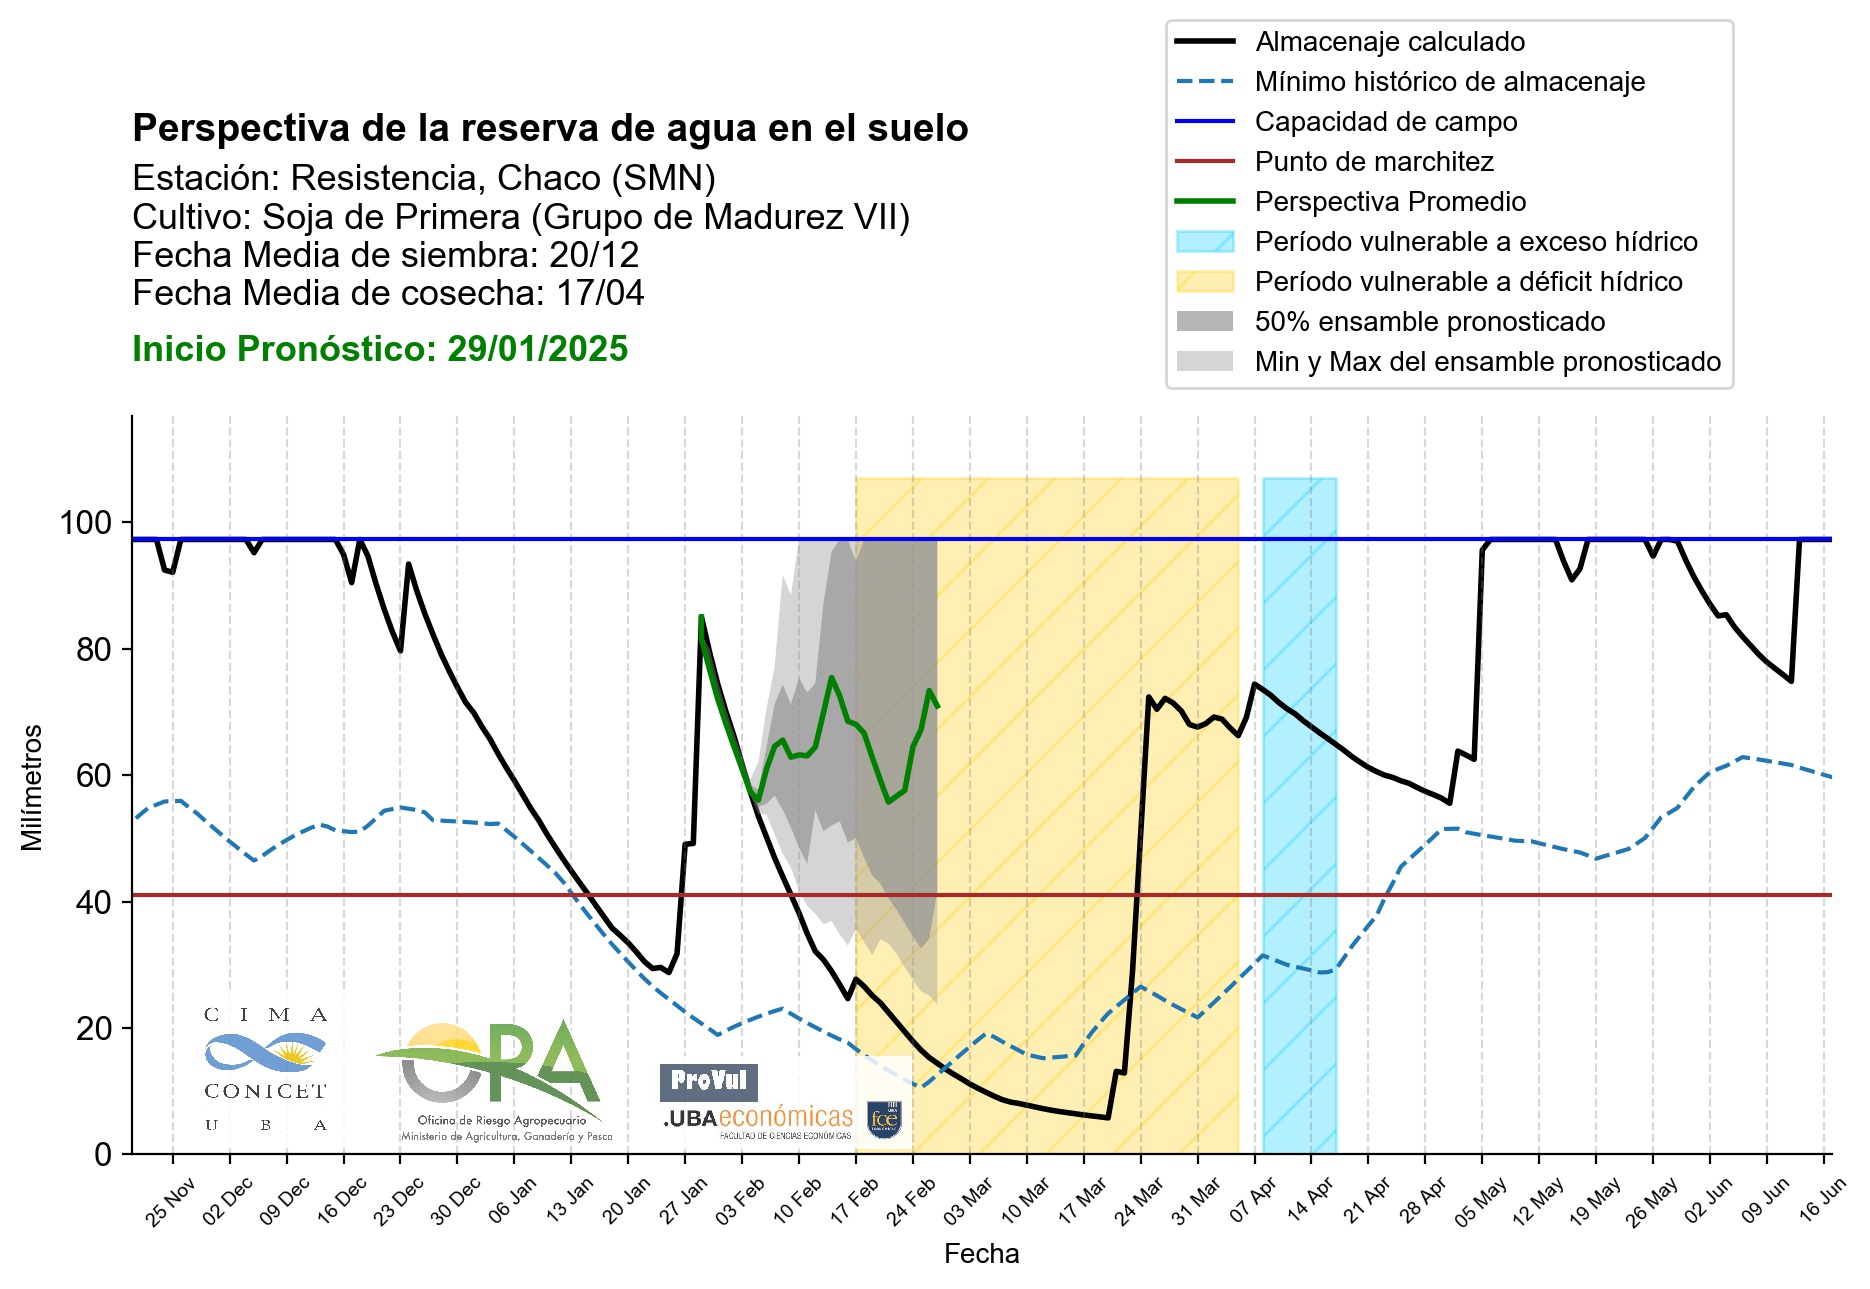 Almacenaje calculado
Mínimo histórico de almacenaje
Capacidad de campo
Punto de marchitez
Perspectiva Promedio
Período vulnerable a exceso hídrico
Período vulnerable a déficit hídrico
50% ensamble pronosticado
Min y Max del ensamble pronosticado
Perspectiva de la reserva de agua en el suelo
Estación: Resistencia, Chaco (SMN)
Cultivo: Soja de Primera (Grupo de Madurez VII)
Fecha Media de siembra: 20/12
Fecha Media de cosecha: 17/04
Inicio Pronóstico: 29/01/2025
Milímetros
100
80
60
40
20
0
C I M A
CONICET
U B A
ORA
Oficina de Riesgo Agropecuario
Ministerio de Agricultura, Ganadería y Pesca
ProVul
.UBAeconómicas
FACULTAD DE CIENCIAS ECONÓMICAS
UBA
fce
25 Nov
02 Dec
09 Dec
16 Dec
23 Dec
30 Dec
06 Jan
13 Jan
20 Jan
27 Jan
03 Feb
10 Feb
17 Feb
24 Feb
03 Mar
10 Mar
17 Mar
24 Mar
31 Mar
07 Apr
14 Apr
21 Apr
28 Apr
05 May
12 May
19 May
26 May
02 Jun
09 Jun
16 Jun
Fecha